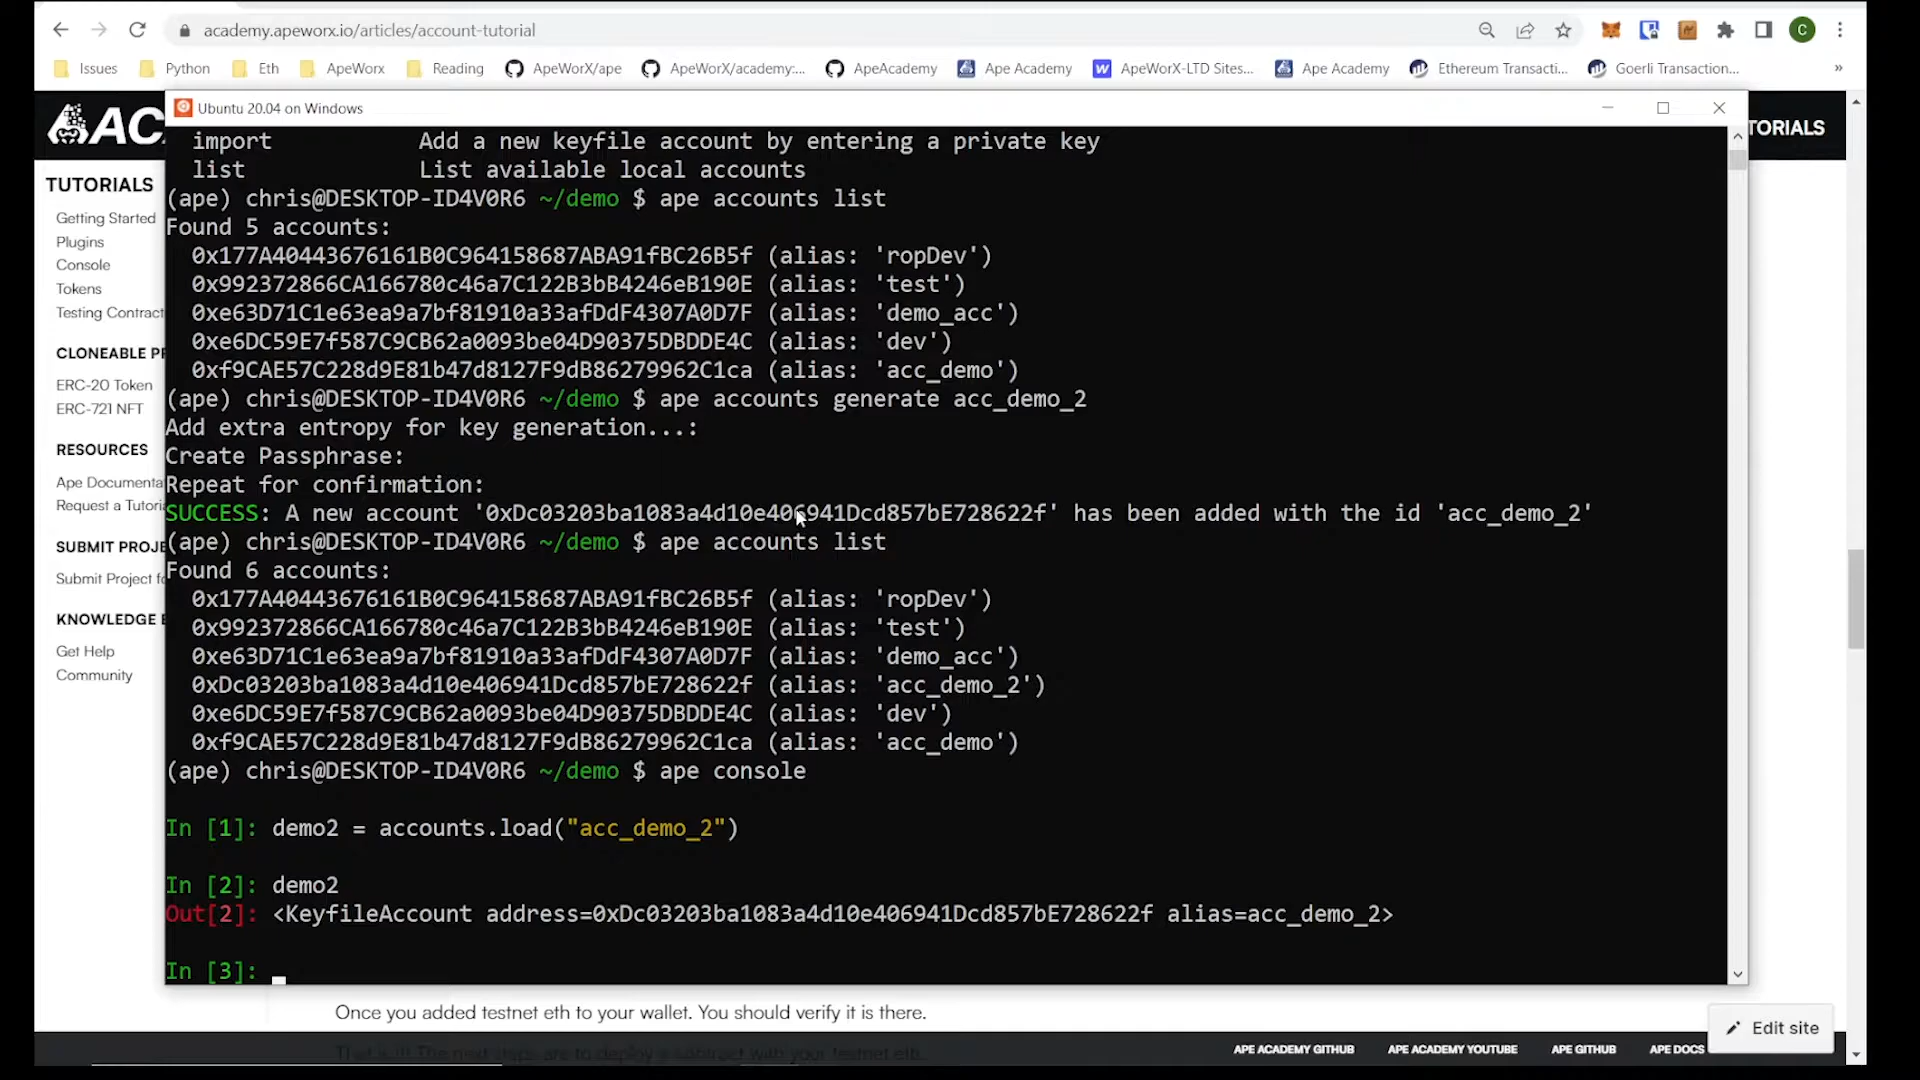 academy.apeworx.io/articles/account-tutorial
C
Issues
Python
Eth
ApeWorx
Reading
ApeWorX/ape
ApeWorX/academy:...
ApeAcademy
Ape Academy
ApeWorX-LTD Sites...
Ape Academy
Ethereum Transacti...
Goerli Transaction...
»
AC
TORIALS
Ubuntu 20.04 on Windows
TUTORIALS
Getting Started
Plugins
Console
Tokens
Testing Contract
CLONEABLE PR
ERC-20 Token
ERC-721 NFT
RESOURCES
Ape Documenta
Request a Tutoria
SUBMIT PROJE
Submit Project fo
KNOWLEDGE
Get Help
Community
import Add a new keyfile account by entering a private key
list List available local accounts
(ape) chris@DESKTOP-ID4V0R6 ~/demo $ ape accounts list
Found 5 accounts:
0x177A40443676161B0C964158687ABA91fBC26B5f (alias: 'ropDev')
0x992372866CA166780c46a7C122B3bB4246eB190E (alias: 'test')
0xe63D71C1e63ea9a7bf81910a33afDdF4307A0D7F (alias: 'demo_acc')
0xe6DC59E7f587C9CB62a0093be04D90375DBDDE4C (alias: 'dev')
0xf9CAE57C228d9E81b47d8127F9dB86279962C1ca (alias: 'acc_demo')
(ape) chris@DESKTOP-ID4V0R6 ~/demo $ ape accounts generate acc_demo_2
Add extra entropy for key generation...:
Create Passphrase:
Repeat for confirmation:
SUCCESS: A new account '0xDc03203ba1083a4d10e406941Dcd857bE728622f' has been added with the id 'acc_demo_2'
(ape) chris@DESKTOP-ID4V0R6 ~/demo $ ape accounts list
Found 6 accounts:
0x177A40443676161B0C964158687ABA91fBC26B5f (alias: 'ropDev')
0x992372866CA166780c46a7C122B3bB4246eB190E (alias: 'test')
0xe63D71C1e63ea9a7bf81910a33afDdF4307A0D7F (alias: 'demo_acc')
0xDc03203ba1083a4d10e406941Dcd857bE728622f (alias: 'acc_demo_2')
0xe6DC59E7f587C9CB62a0093be04D90375DBDDE4C (alias: 'dev')
0xf9CAE57C228d9E81b47d8127F9dB86279962C1ca (alias: 'acc_demo')
(ape) chris@DESKTOP-ID4V0R6 ~/demo $ ape console
In [1]: demo2 = accounts.load("acc_demo_2")
In [2]: demo2
Out[2]: <KeyfileAccount address=0xDc03203ba1083a4d10e406941Dcd857bE728622f alias=acc_demo_2>
In [3]:
Once you added testnet eth to your wallet. You should verify it is there.
Edit site
APE ACADEMY GITHUB
APE ACADEMY YOUTUBE
APE GITHUB
APE DOCS